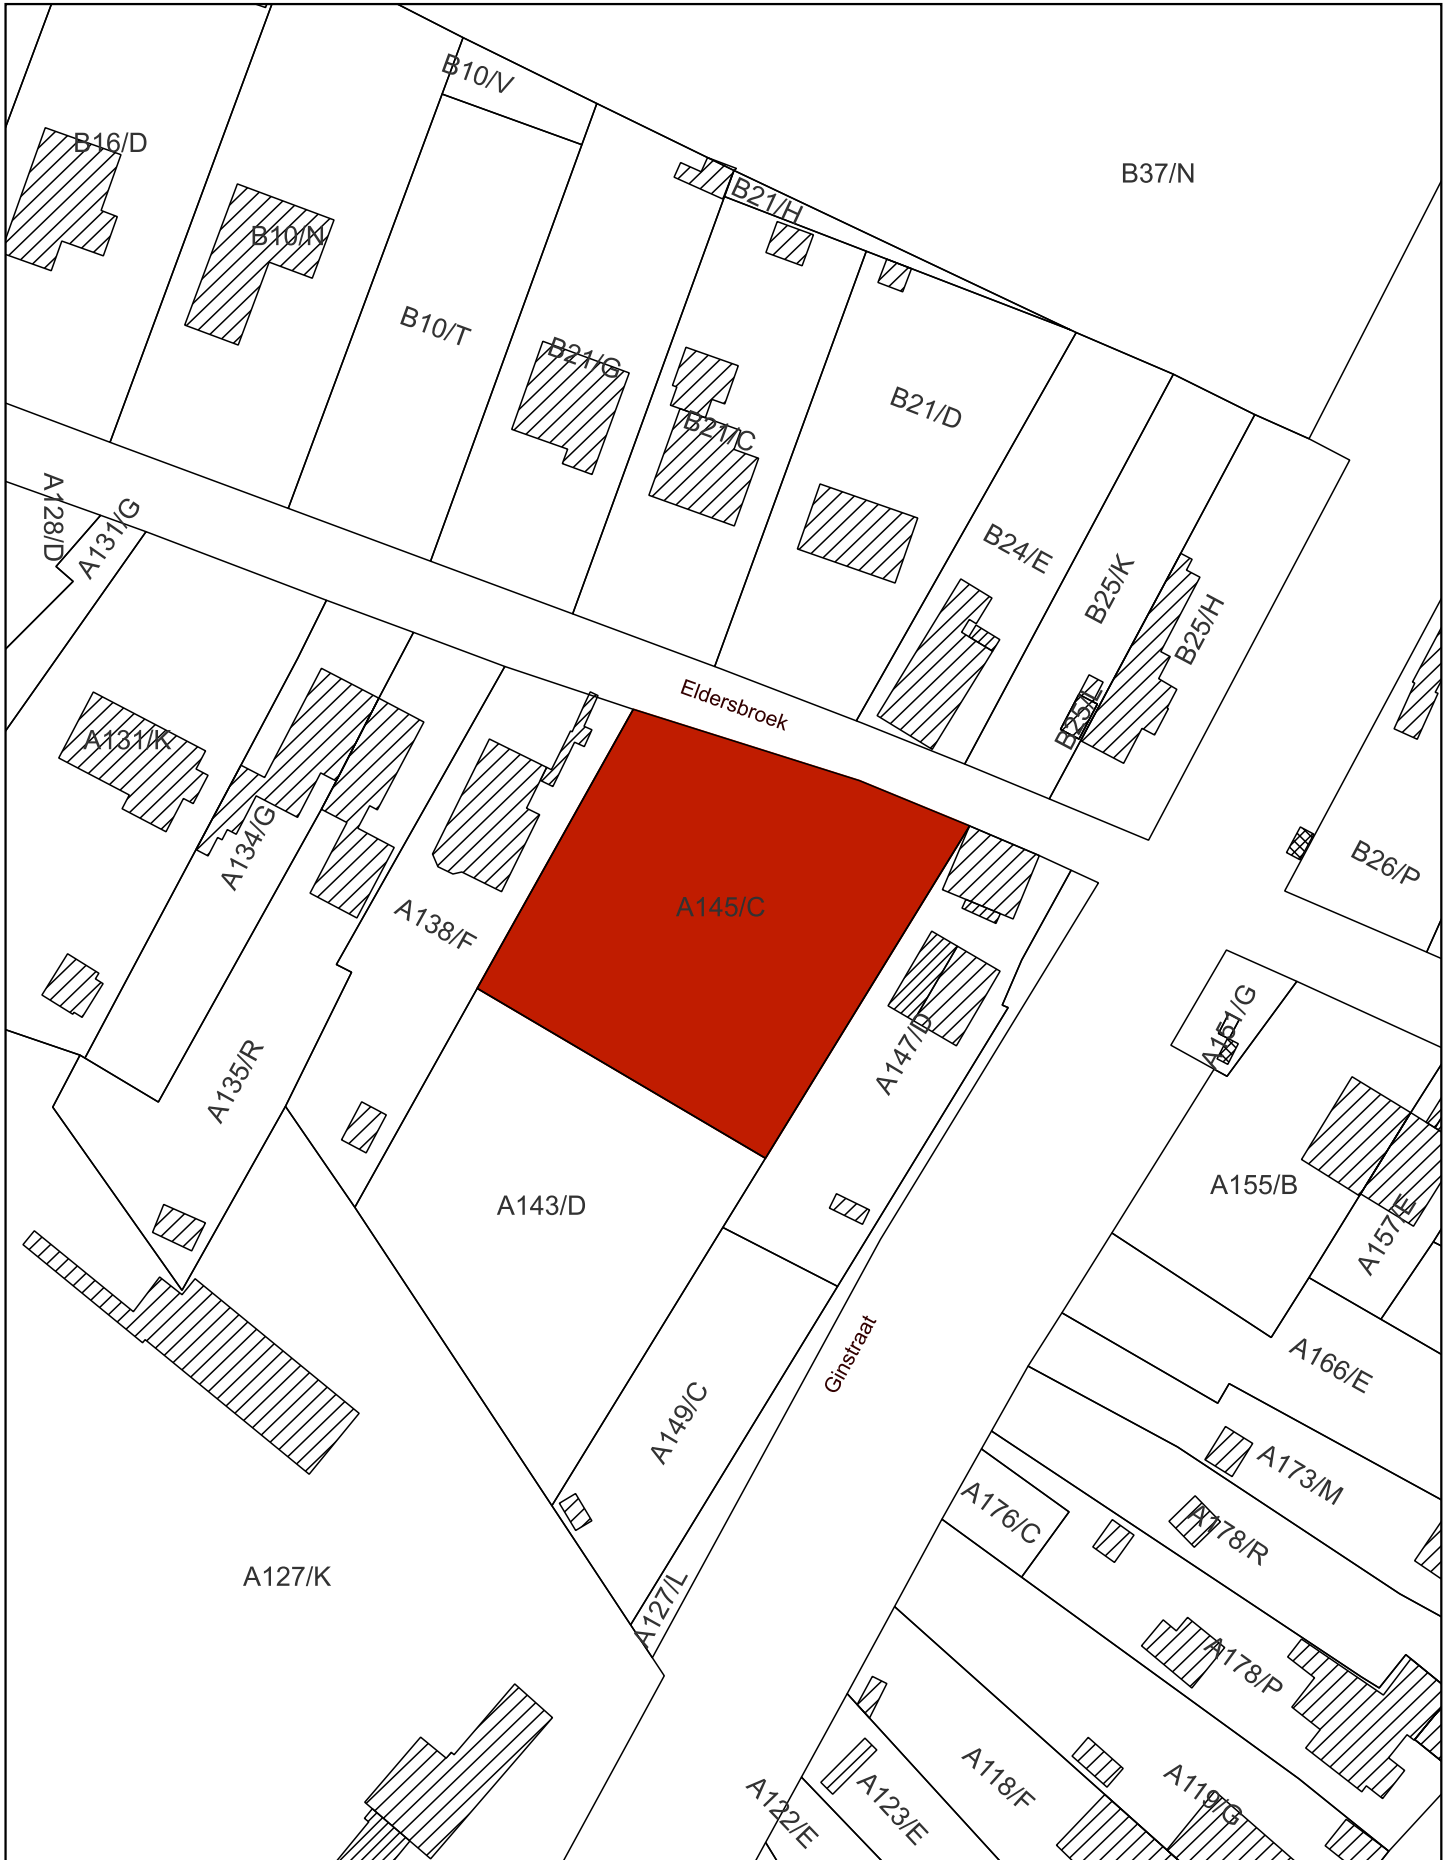 B10/V
B16/D
B37/N
B21/H
B10/N
B10/T
B21/G
B21/D
B21/C
A128/D
A131/G
B24/E
B25/K
B25/H
Eldersbroek
B25/L
A131/K
A134/G
B26/P
A145/C
A138/F
A151/G
A147/D
A135/R
A155/B
A143/D
A157/E
Ginstraat
A166/E
A149/C
A173/M
A176/C
A178/R
A127/K
A127/L
A178/P
A118/F
A119/G
A123/E
A122/E